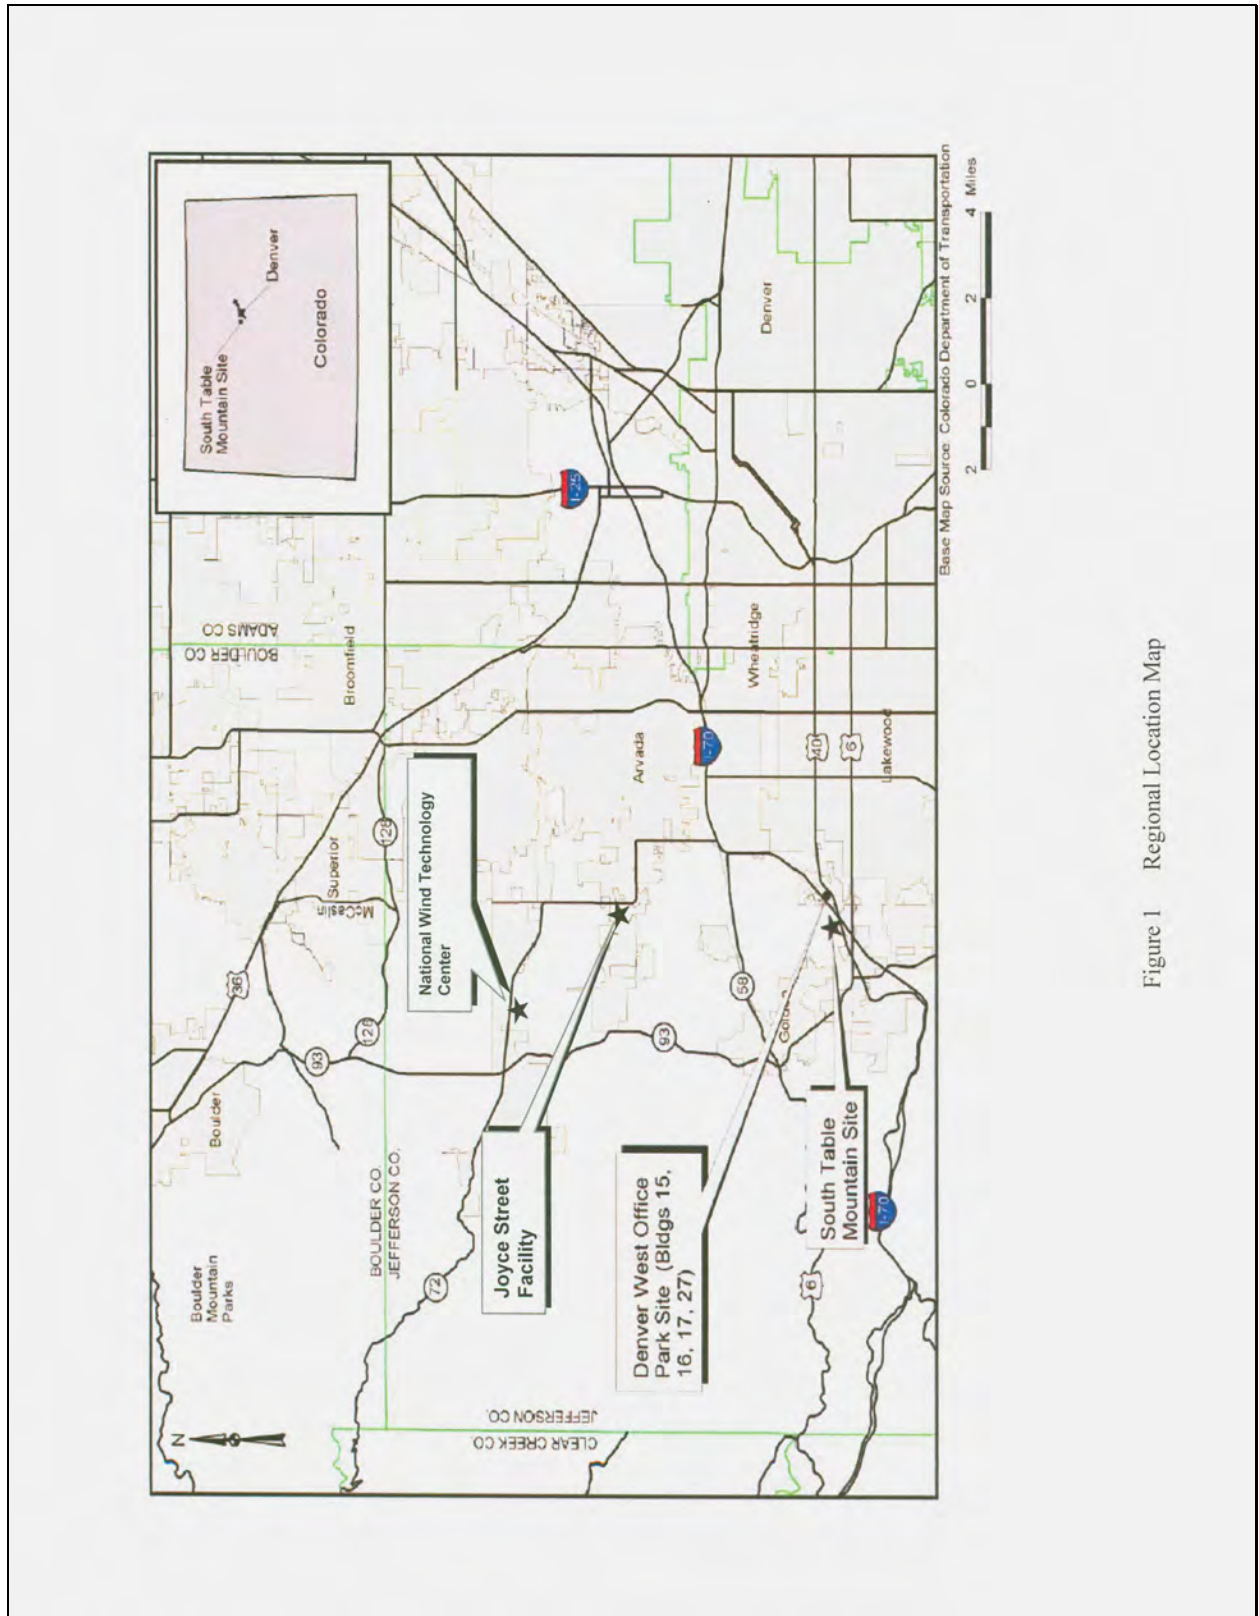 N
Boulder
Mountain
Parks
Boulder
36
Superior
McCaslin
Broomfield
BOULDER CO
ADAMS CO
South Table
Mountain Site
Denver
Colorado
93
128
128
BOULDER CO.
JEFFERSON CO.
72
National Wind Technology
Center
I-25
CLEAR CREEK CO.
JEFFERSON CO.
Joyce Street
Facility
93
Arvada
58
I-70
Wheatridge
Denver
Denver West Office
Park Site (Bldgs 15,
16, 17, 27)
6
South Table
Mountain Site
40
6
Lakewood
I-70
Base Map Source: Colorado Department of Transportation
2 0 2 4 Miles
Figure 1 Regional Location Map